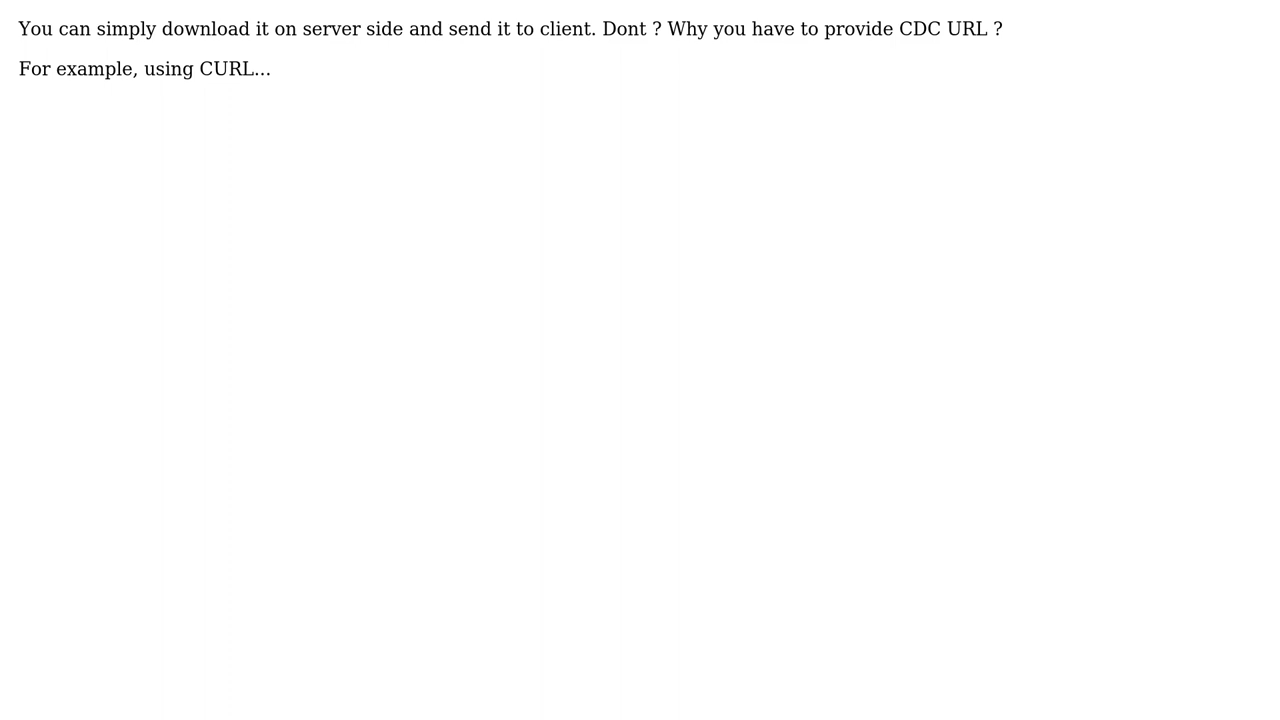 You can simply download it on server side and send it to client. Dont ? Why you have to provide CDC URL ?
For example, using CURL...